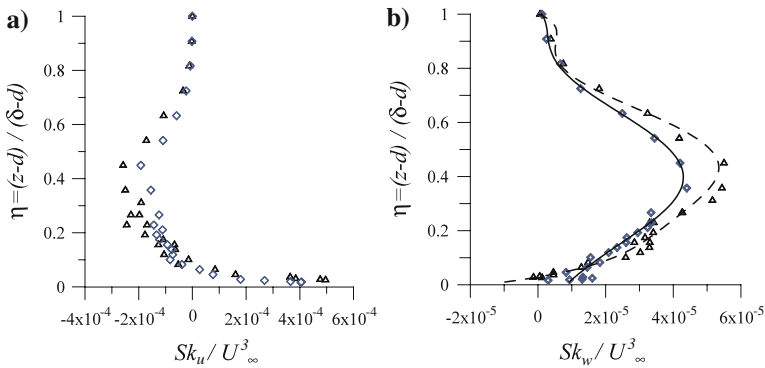 a)
η=(z-d) / (δ-d)
1
0.8
0.6
0.4
0.2
0
-4x10⁻⁴ -2x10⁻⁴ 0 2x10⁻⁴ 4x10⁻⁴ 6x10⁻⁴
Skᵤ / U³∞
b)
η=(z-d) / (δ-d)
1
0.8
0.6
0.4
0.2
0
-2x10⁻⁵ 0 2x10⁻⁵ 4x10⁻⁵ 6x10⁻⁵
Sk_w / U³∞